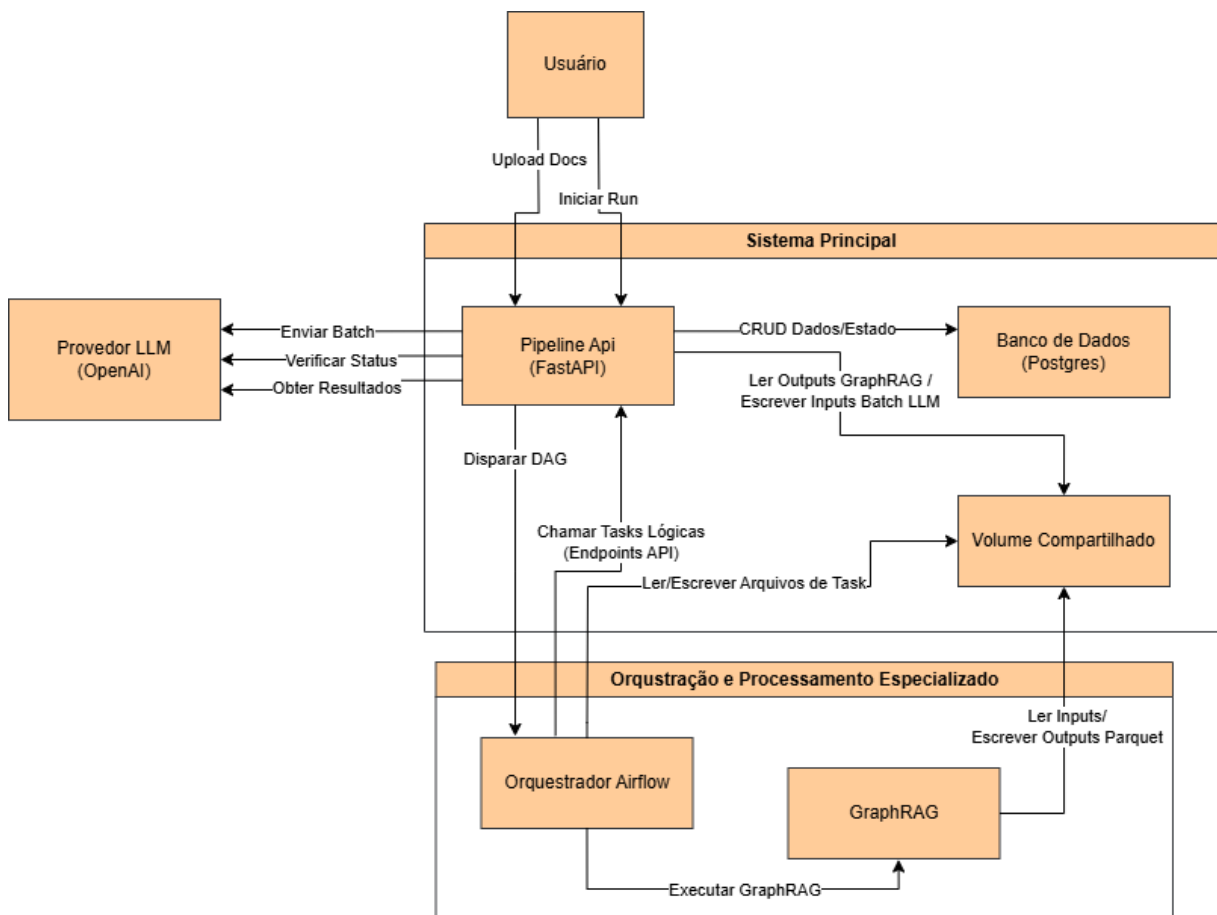 Usuário
Upload Docs
Iniciar Run
Sistema Principal
Provedor LLM
(OpenAI)
Enviar Batch
Verificar Status
Obter Resultados
Pipeline Api
(FastAPI)
CRUD Dados/Estado
Banco de Dados
(Postgres)
Ler Outputs GraphRAG /
Escrever Inputs Batch LLM
Disparar DAG
Chamar Tasks Lógicas
(Endpoints API)
Volume Compartilhado
Ler/Escrever Arquivos de Task
Orqustração e Processamento Especializado
Ler Inputs/
Escrever Outputs Parquet
Orquestrador Airflow
GraphRAG
Executar GraphRAG